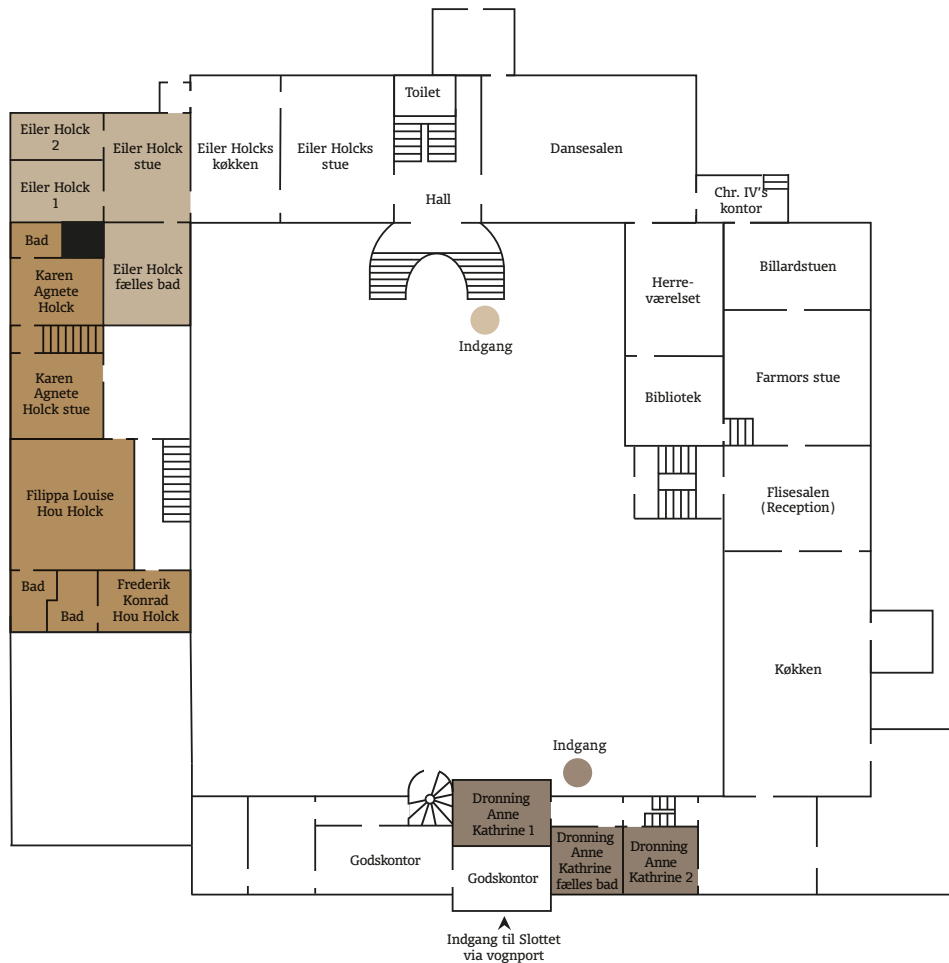 Toilet
Eiler Holck
2
Eiler Holck
stue
Eiler Holcks
køkken
Eiler Holcks
stue
Dansesalen
Eiler Holck
1
Hall
Chr. IV's
kontor
Bad
Karen
Agnete
Holck
Eiler Holck
fælles bad
Herre-
værelset
Billardstuen
Indgang
Karen
Agnete
Holck stue
Bibliotek
Farmors stue
Filippa Louise
Hou Holck
Flisesalen
(Reception)
Bad
Bad
Frederik
Konrad
Hou Holck
Køkken
Indgang
Dronning
Anne
Kathrine 1
Godskontor
Godskontor
Dronning
Anne
Kathrine
fælles bad
Dronning
Anne
Kathrine 2
Indgang til Slottet
via vognport